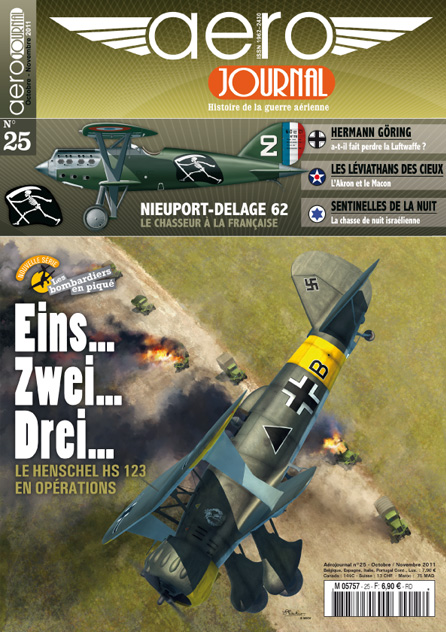 aero
JOURNAL
Histoire de la guerre aérienne
ISSN 1962-2430
aeroJOURNAL
Octobre - Novembre 2011
N°
25
HERMANN GÖRING
a-t-il fait perdre la Luftwaffe ?
LES LÉVIATHANS DES CIEUX
L'Akron et le Macon
SENTINELLES DE LA NUIT
La chasse de nuit israélienne
2
NIEUPORT-DELAGE 62
LE CHASSEUR À LA FRANÇAISE
NOUVELLE SÉRIE
Les
bombardiers
en piqué
Eins...
Zwei...
Drei...
LE HENSCHEL HS 123
EN OPÉRATIONS
B
Aérojournal n°25 - Octobre / Novembre 2011
M 05757 - 25 - F: 6,90 € - RD